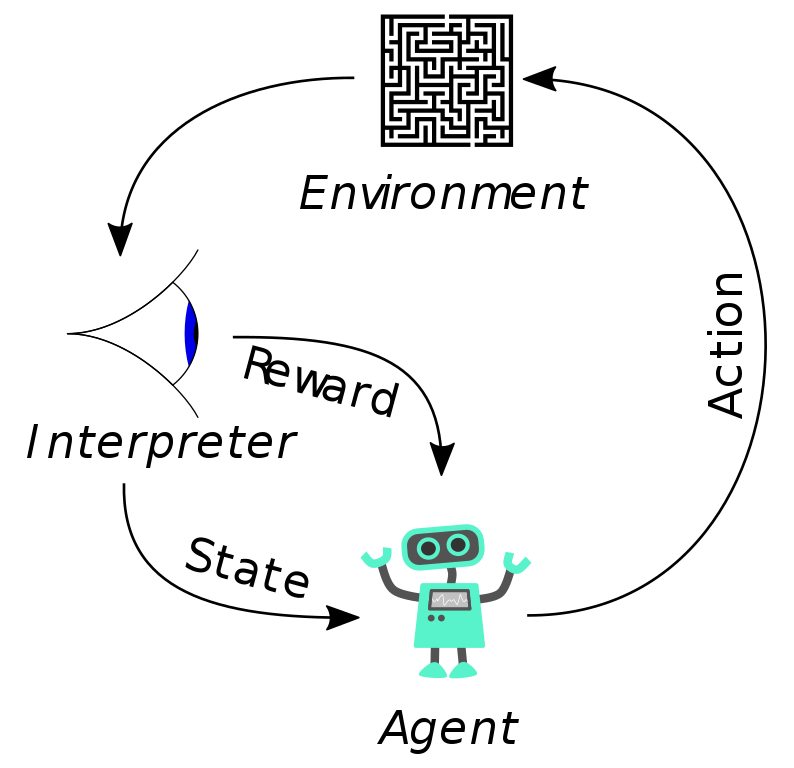 Environment
Action
Reward
Interpreter
State
Agent